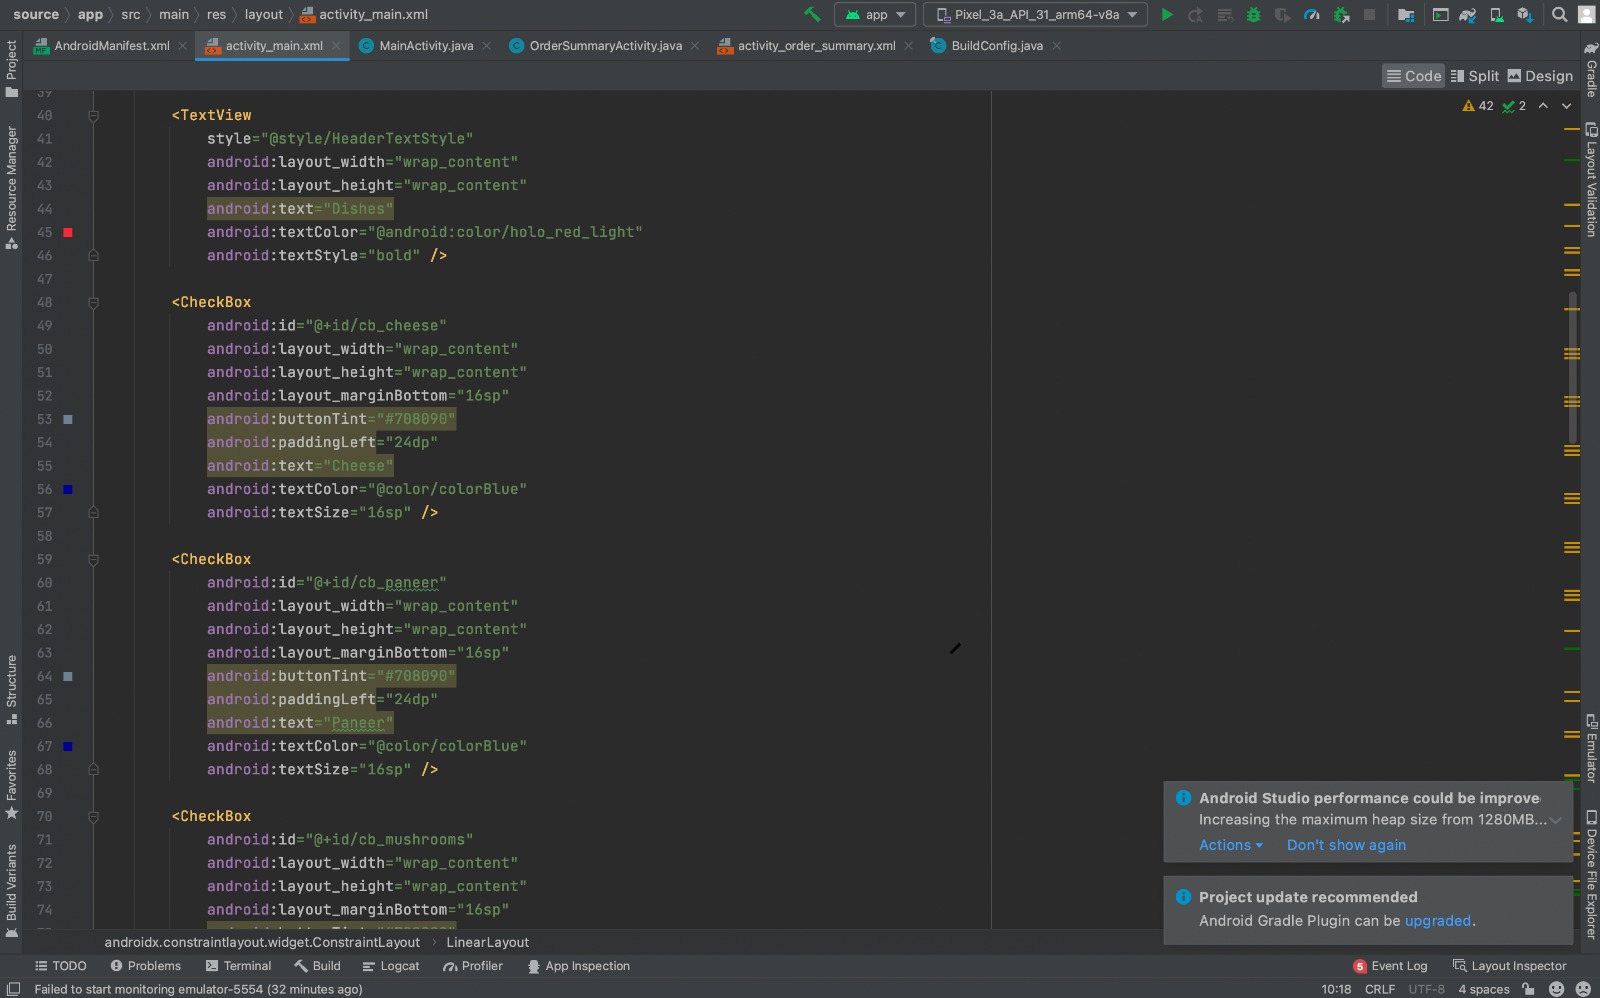 source app src main res layout activity_main.xml app Pixel_3a_API_31_arm64-v8a
AndroidManifest.xml activity_main.xml MainActivity.java OrderSummaryActivity.java activity_order_summary.xml BuildConfig.java
Code Split Design
42 2
Project
Resource Manager
Structure
Favorites
Build Variants
39
40 <TextView
41 style="@style/HeaderTextStyle"
42 android:layout_width="wrap_content"
43 android:layout_height="wrap_content"
44 android:text="Dishes"
45 android:textColor="@android:color/holo_red_light"
46 android:textStyle="bold" />
47
48 <CheckBox
49 android:id="@+id/cb_cheese"
50 android:layout_width="wrap_content"
51 android:layout_height="wrap_content"
52 android:layout_marginBottom="16sp"
53 android:buttonTint="#708090"
54 android:paddingLeft="24dp"
55 android:text="Cheese"
56 android:textColor="@color/colorBlue"
57 android:textSize="16sp" />
58
59 <CheckBox
60 android:id="@+id/cb_paneer"
61 android:layout_width="wrap_content"
62 android:layout_height="wrap_content"
63 android:layout_marginBottom="16sp"
64 android:buttonTint="#708090"
65 android:paddingLeft="24dp"
66 android:text="Paneer"
67 android:textColor="@color/colorBlue"
68 android:textSize="16sp" />
69
70 <CheckBox
71 android:id="@+id/cb_mushrooms"
72 android:layout_width="wrap_content"
73 android:layout_height="wrap_content"
74 android:layout_marginBottom="16sp"
Gradle
Layout Validation
Emulator
Device File Explorer
Android Studio performance could be improve
Increasing the maximum heap size from 1280MB...
Actions Don't show again
Project update recommended
Android Gradle Plugin can be upgraded.
androidx.constraintlayout.widget.ConstraintLayout LinearLayout
TODO Problems Terminal Build Logcat Profiler App Inspection 5 Event Log Layout Inspector
Failed to start monitoring emulator-5554 (32 minutes ago) 10:18 CRLF UTF-8 4 spaces